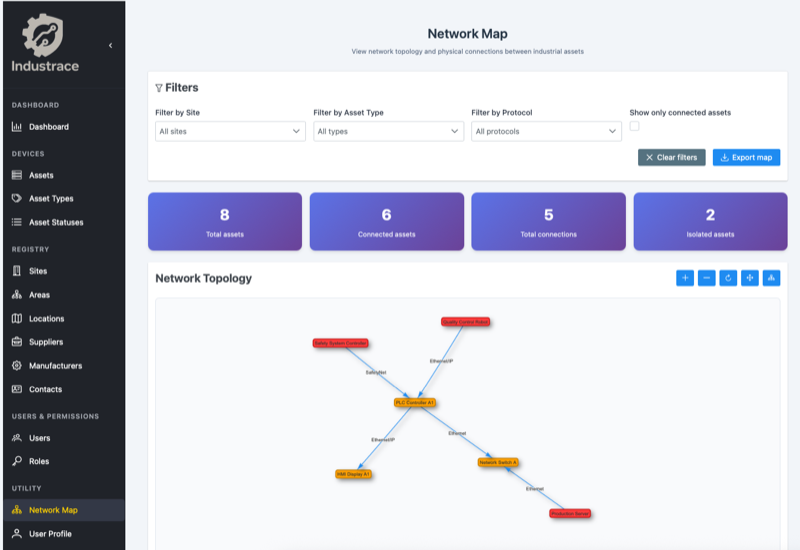 Industrace
DASHBOARD
Dashboard
DEVICES
Assets
Asset Types
Asset Statuses
REGISTRY
Sites
Areas
Locations
Suppliers
Manufacturers
Contacts
USERS & PERMISSIONS
Users
Roles
UTILITY
Network Map
User Profile
Network Map
View network topology and physical connections between industrial assets
Filters
Filter by Site
Filter by Asset Type
Filter by Protocol
Show only connected assets
All sites
All types
All protocols
Clear filters
Export map
8
Total assets
6
Connected assets
5
Total connections
2
Isolated assets
Network Topology
Quality Control Robot
Safety System Controller
Ethernet/IP
SafetyNet
PLC Controller A1
Ethernet/IP
Ethernet
Network Switch A
HMI Display A1
Ethernet
Production Server